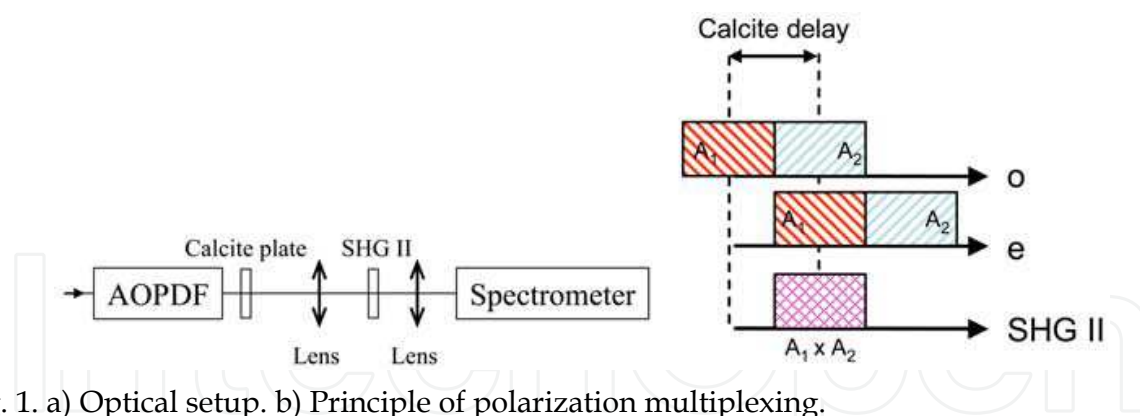 Calcite delay
A₁
A₂
o
A₁
A₂
e
SHG II
A₁ x A₂
Calcite plate
SHG II
AOPDF
Spectrometer
Lens
Lens
. 1. a) Optical setup. b) Principle of polarization multiplexing.